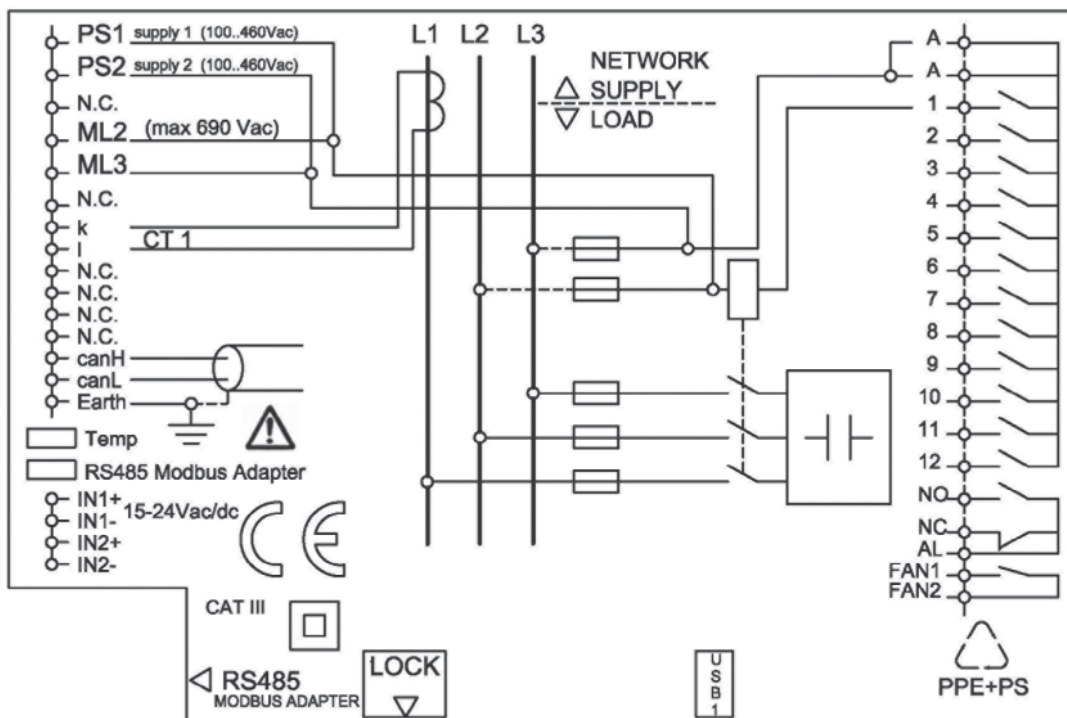 PS1 supply 1 (100..460Vac)
PS2 supply 2 (100..460Vac)
N.C.
ML2 (max 690 Vac)
ML3
N.C.
k
l
CT 1
N.C.
N.C.
N.C.
N.C.
canH
canL
Earth
Temp
RS485 Modbus Adapter
IN1+
IN1-
15-24Vac/dc
IN2+
IN2-
CE
CAT III
RS485
MODBUS ADAPTER
LOCK
USB1
L1 L2 L3
NETWORK
SUPPLY
LOAD
A
A
1
2
3
4
5
6
7
8
9
10
11
12
NO
NC
AL
FAN1
FAN2
PPE+PS